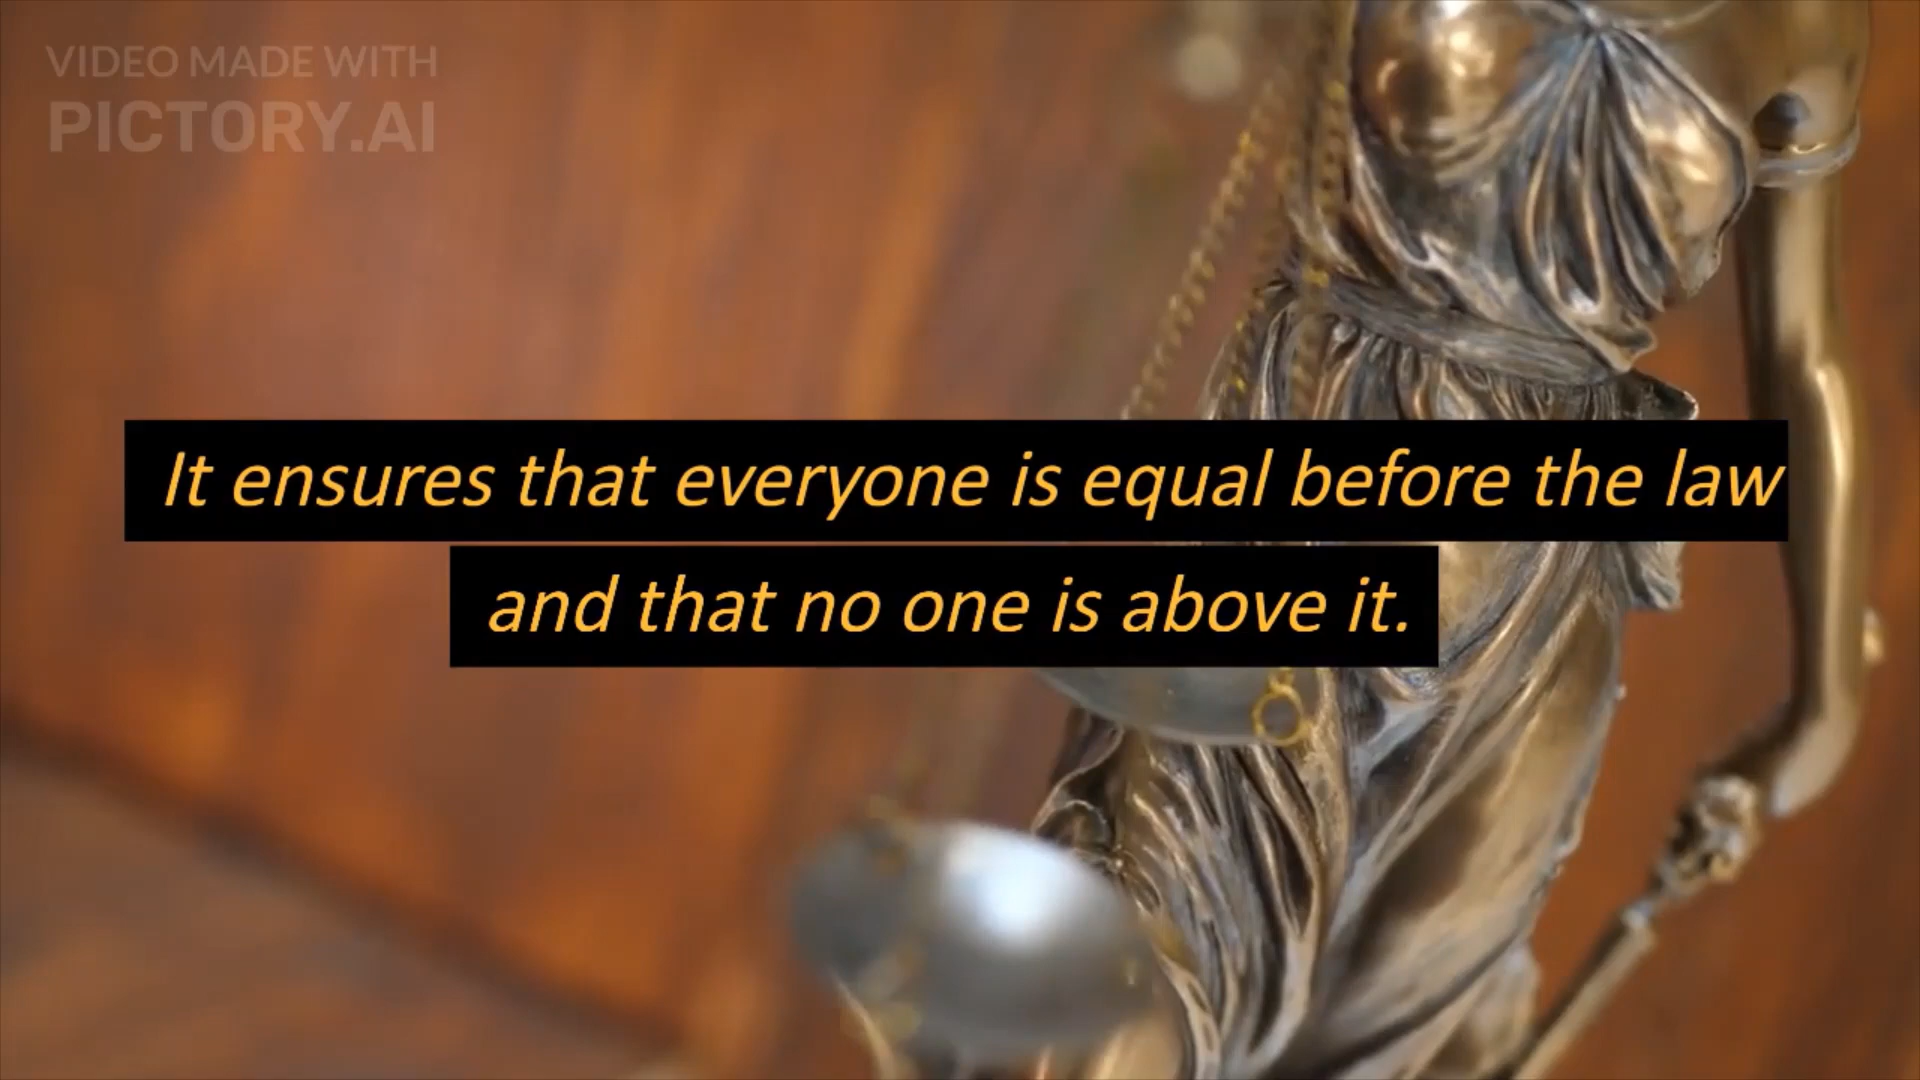 VIDEO MADE WITH
PICTORY.AI
It ensures that everyone is equal before the law
and that no one is above it.